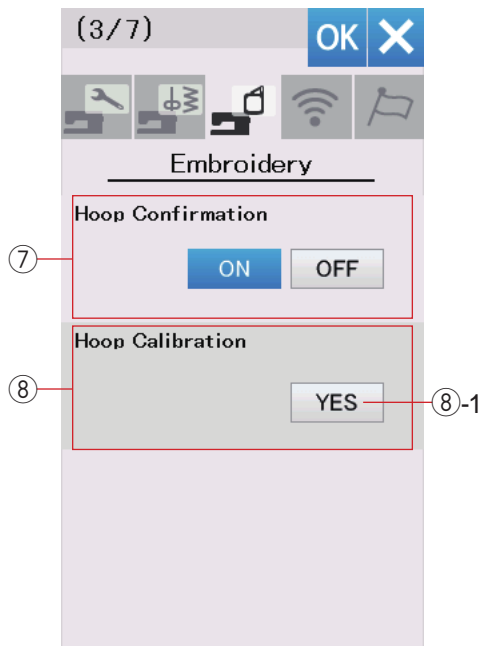 (3/7)
OK
Embroidery
Hoop Confirmation
⑦
ON OFF
Hoop Calibration
⑧
YES
⑧-1